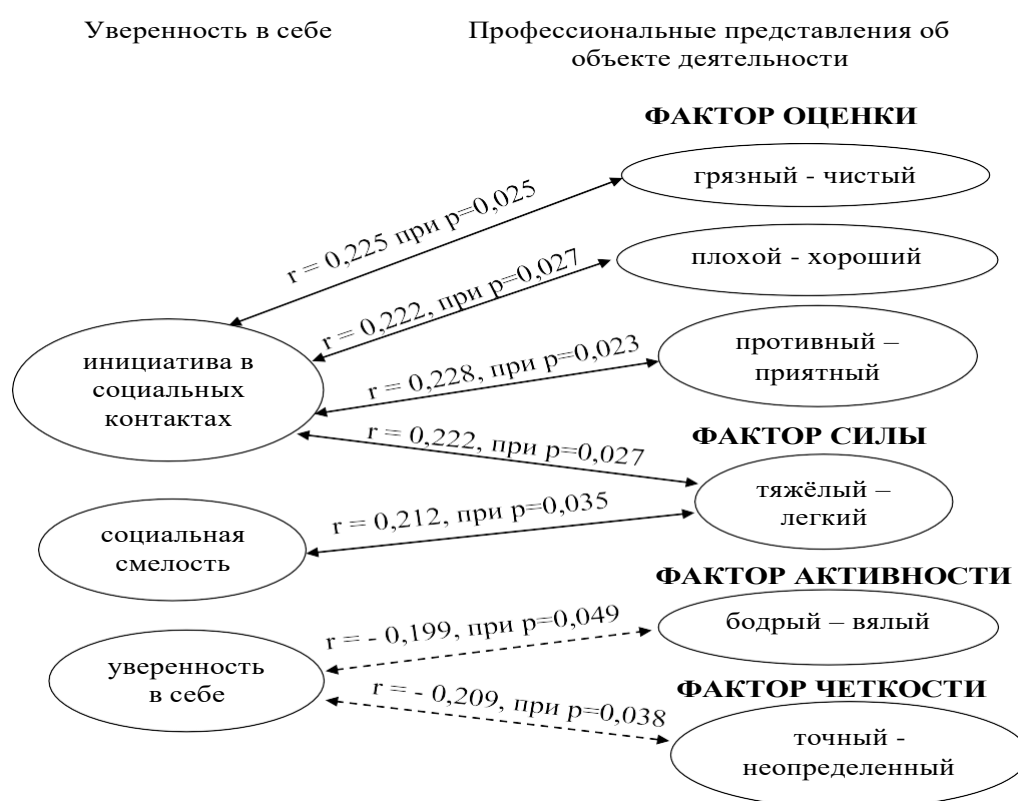 Уверенность в себе
Профессиональные представления об
объекте деятельности
ФАКТОР ОЦЕНКИ
грязный - чистый
r = 0,225 при p=0,025
плохой - хороший
r = 0,222, при p=0,027
инициатива в
социальных
контактах
противный –
приятный
r = 0,228, при p=0,023
ФАКТОР СИЛЫ
r = 0,222, при p=0,027
тяжёлый –
легкий
социальная
смелость
r = 0,212, при p=0,035
ФАКТОР АКТИВНОСТИ
бодрый – вялый
r = - 0,199, при p=0,049
уверенность
в себе
ФАКТОР ЧЕТКОСТИ
r = - 0,209, при p=0,038
точный -
неопределенный